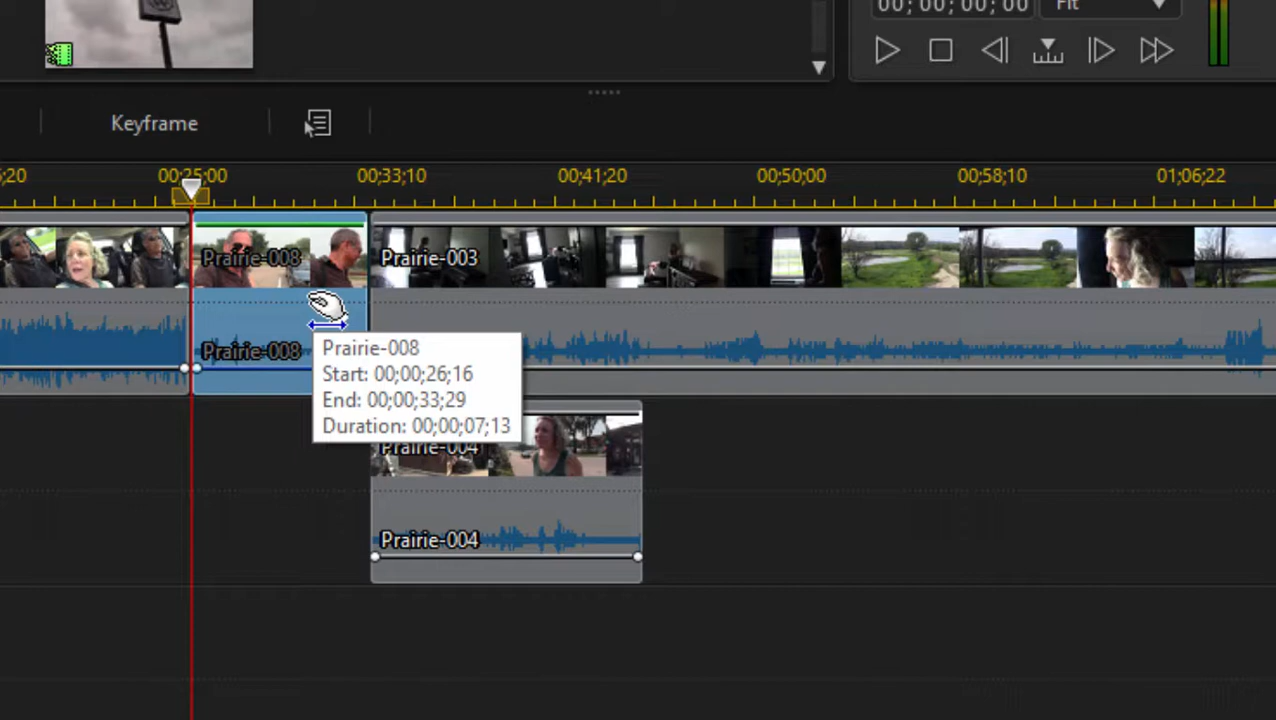 00;00;00;00 Fit
Keyframe
;20 00;25;00 00;33;10 00;41;20 00;50;00 00;58;10 01;06;22
Prairie-008 Prairie-003
Prairie-008
Prairie-008
Start: 00;00;26;16
End: 00;00;33;29
Duration: 00;00;07;13
Prairie-004
Prairie-004